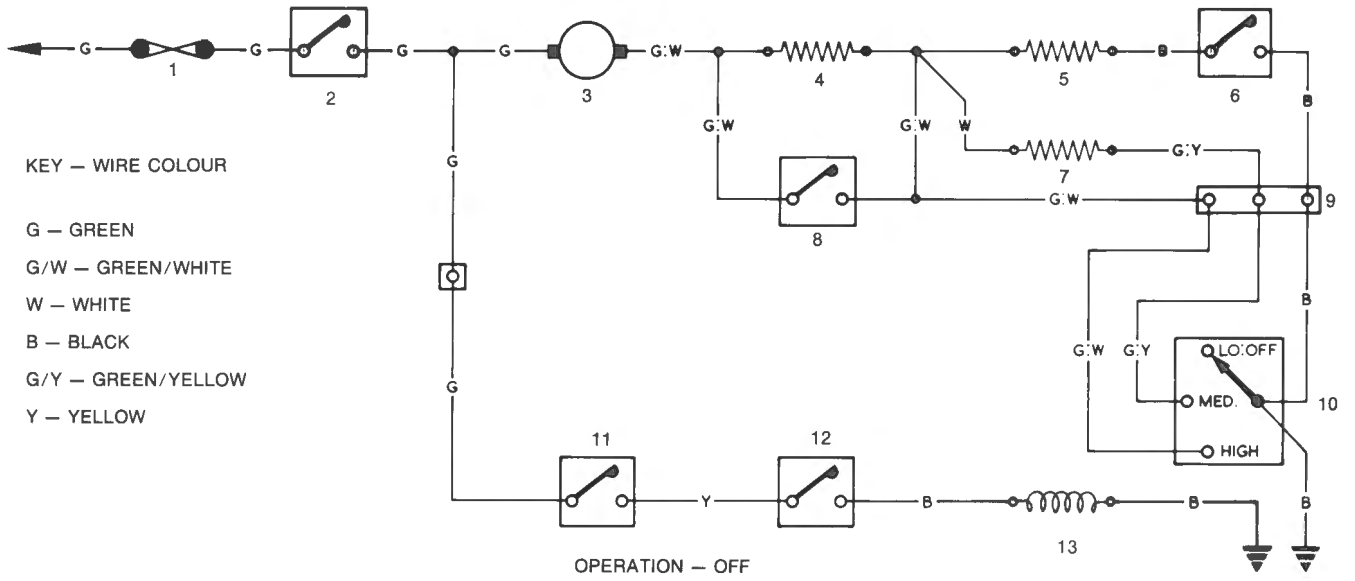 G G G G G:W B B
1 2 3 4 5 6
G:W G:W W B
G G:Y
7
KEY — WIRE COLOUR
G:W 9
8
G — GREEN
G/W — GREEN/WHITE
W — WHITE
B
B — BLACK
G:W G:Y LO:OFF
G/Y — GREEN/YELLOW
G
MED. 10
Y — YELLOW
11 12 HIGH
Y B B B
13
OPERATION — OFF